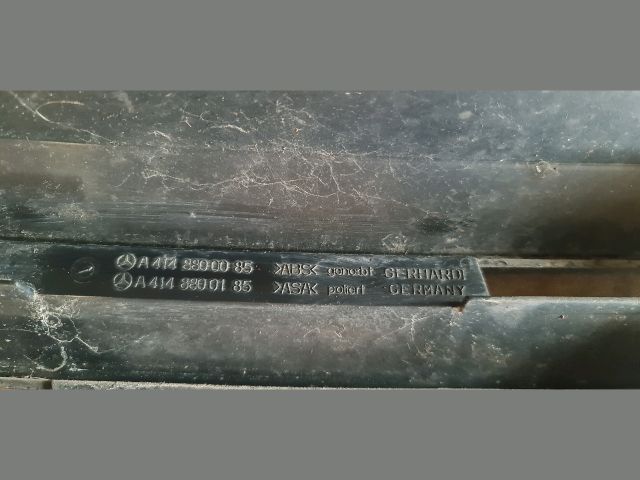 A 414 880 00 85 >ABS< genarbt GERHARDI
A 414 880 01 85 >ASA< poliert GERMANY